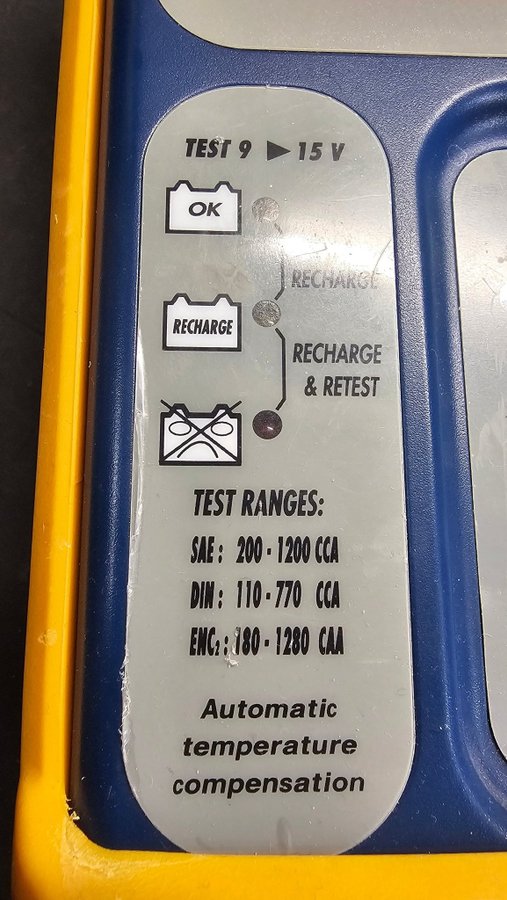 TEST 9 ▶ 15 V
OK
RECHARGE
RECHARGE
RECHARGE
& RETEST
TEST RANGES:
SAE : 200 - 1200 CCA
DIN : 110 - 770 CCA
ENC₂ : 180 - 1280 CAA
Automatic
temperature
compensation